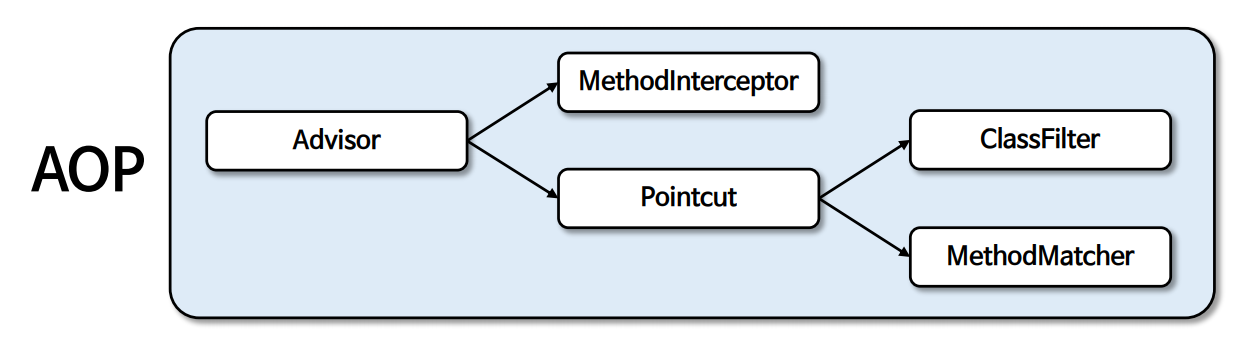 AOP
Advisor
MethodInterceptor
Pointcut
ClassFilter
MethodMatcher